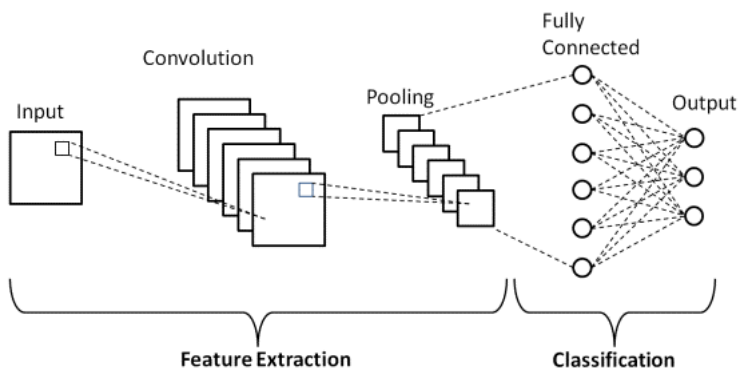 Input
Convolution
Pooling
Fully
Connected
Output
Feature Extraction
Classification